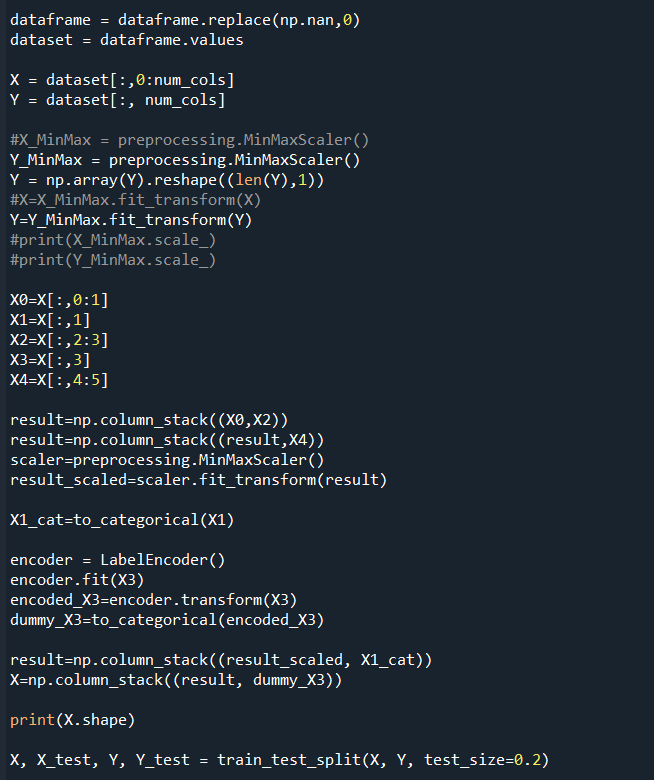 dataframe = dataframe.replace(np.nan,0)
dataset = dataframe.values
X = dataset[:,0:num_cols]
Y = dataset[:, num_cols]
#X_MinMax = preprocessing.MinMaxScaler()
Y_MinMax = preprocessing.MinMaxScaler()
Y = np.array(Y).reshape((len(Y),1))
#X=X_MinMax.fit_transform(X)
Y=Y_MinMax.fit_transform(Y)
#print(X_MinMax.scale_)
#print(Y_MinMax.scale_)
X0=X[:,0:1]
X1=X[:,1]
X2=X[:,2:3]
X3=X[:,3]
X4=X[:,4:5]
result=np.column_stack((X0,X2))
result=np.column_stack((result,X4))
scaler=preprocessing.MinMaxScaler()
result_scaled=scaler.fit_transform(result)
X1_cat=to_categorical(X1)
encoder = LabelEncoder()
encoder.fit(X3)
encoded_X3=encoder.transform(X3)
dummy_X3=to_categorical(encoded_X3)
result=np.column_stack((result_scaled, X1_cat))
X=np.column_stack((result, dummy_X3))
print(X.shape)
X, X_test, Y, Y_test = train_test_split(X, Y, test_size=0.2)